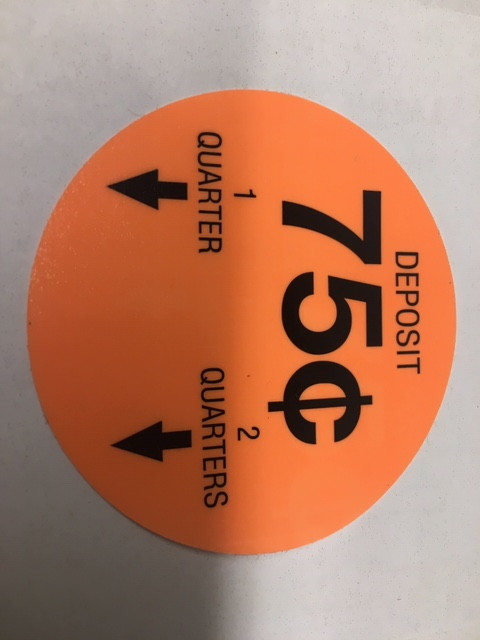 DEPOSIT
75¢
1 2
QUARTER QUARTERS